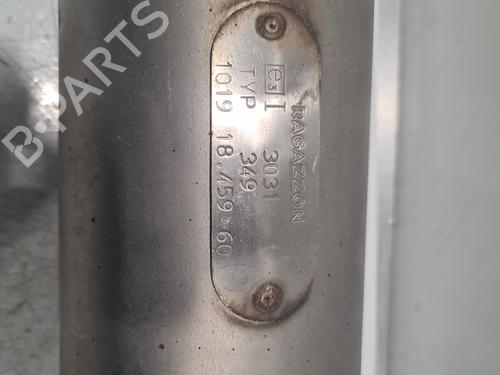 RAGAZZON
e3 I 3031
TYP 349
1019 18.459.60
B-PARTS